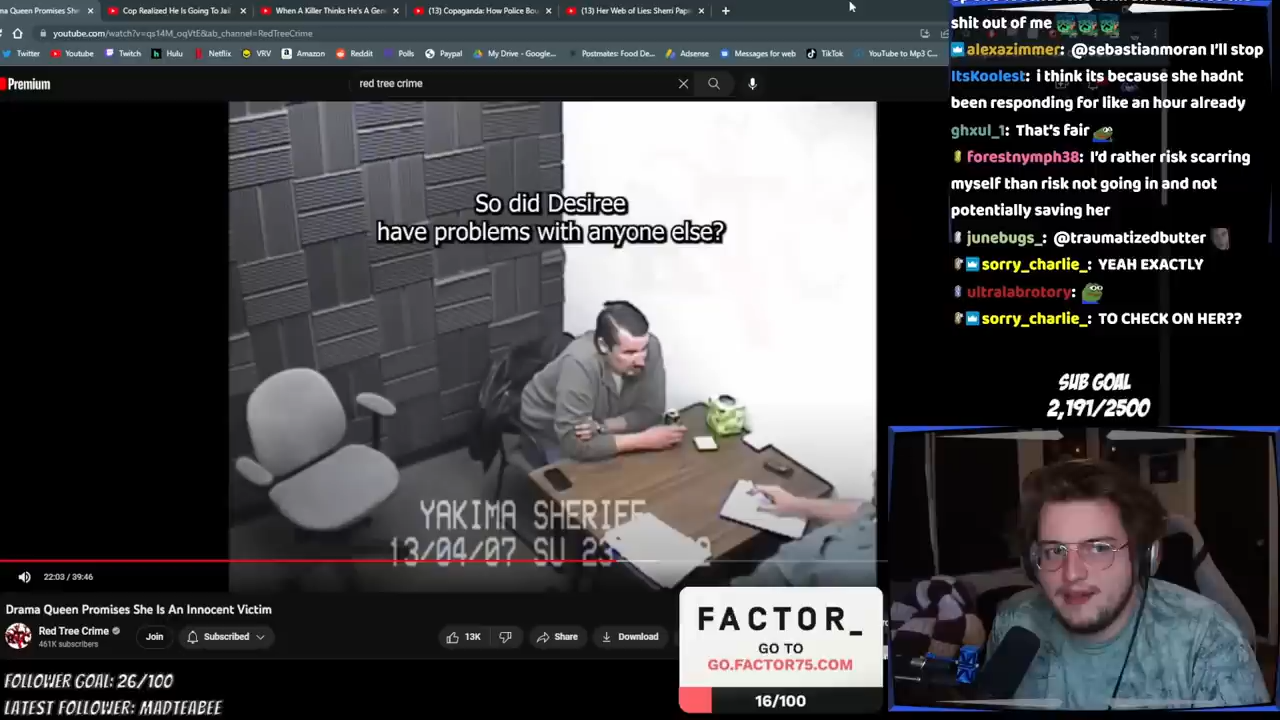 ma Queen Promises She
Cop Realized He Is Going To Jail
When A Killer Thinks He's A Gen
(13) Copaganda: How Police Bou
(13) Her Web of Lies: Sherri Pap
youtube.com/watch?v=qs14M_oqVtE&ab_channel=RedTreeCrime
Twitter
YouTube
Twitch
Hulu
Netflix
VRV
Amazon
Reddit
Polls
Paypal
My Drive - Google...
Postmates: Food De...
Adsense
Messages for web
TikTok
YouTube to Mp3 C...
Premium
red tree crime
So did Desiree
have problems with anyone else?
YAKIMA SHERIFF
13/04/07 SU
22:03 / 39:46
Drama Queen Promises She Is An Innocent Victim
Red Tree Crime
461K subscribers
Join
Subscribed
13K
Share
Download
FOLLOWER GOAL: 26/100
LATEST FOLLOWER: MADTEABEE
FACTOR_
GO TO
GO.FACTOR75.COM
16/100
shit out of me
alexazimmer: @sebastianmoran I'll stop
ItsKoolest: i think its because she hadnt
been responding for like an hour already
ghxul_1: That's fair
forestnymph38: I'd rather risk scarring
myself than risk not going in and not
potentially saving her
junebugs_: @traumatizedbutter
sorry_charlie_: YEAH EXACTLY
ultralabrotory:
sorry_charlie_: TO CHECK ON HER??
SUB GOAL
2,191/2500